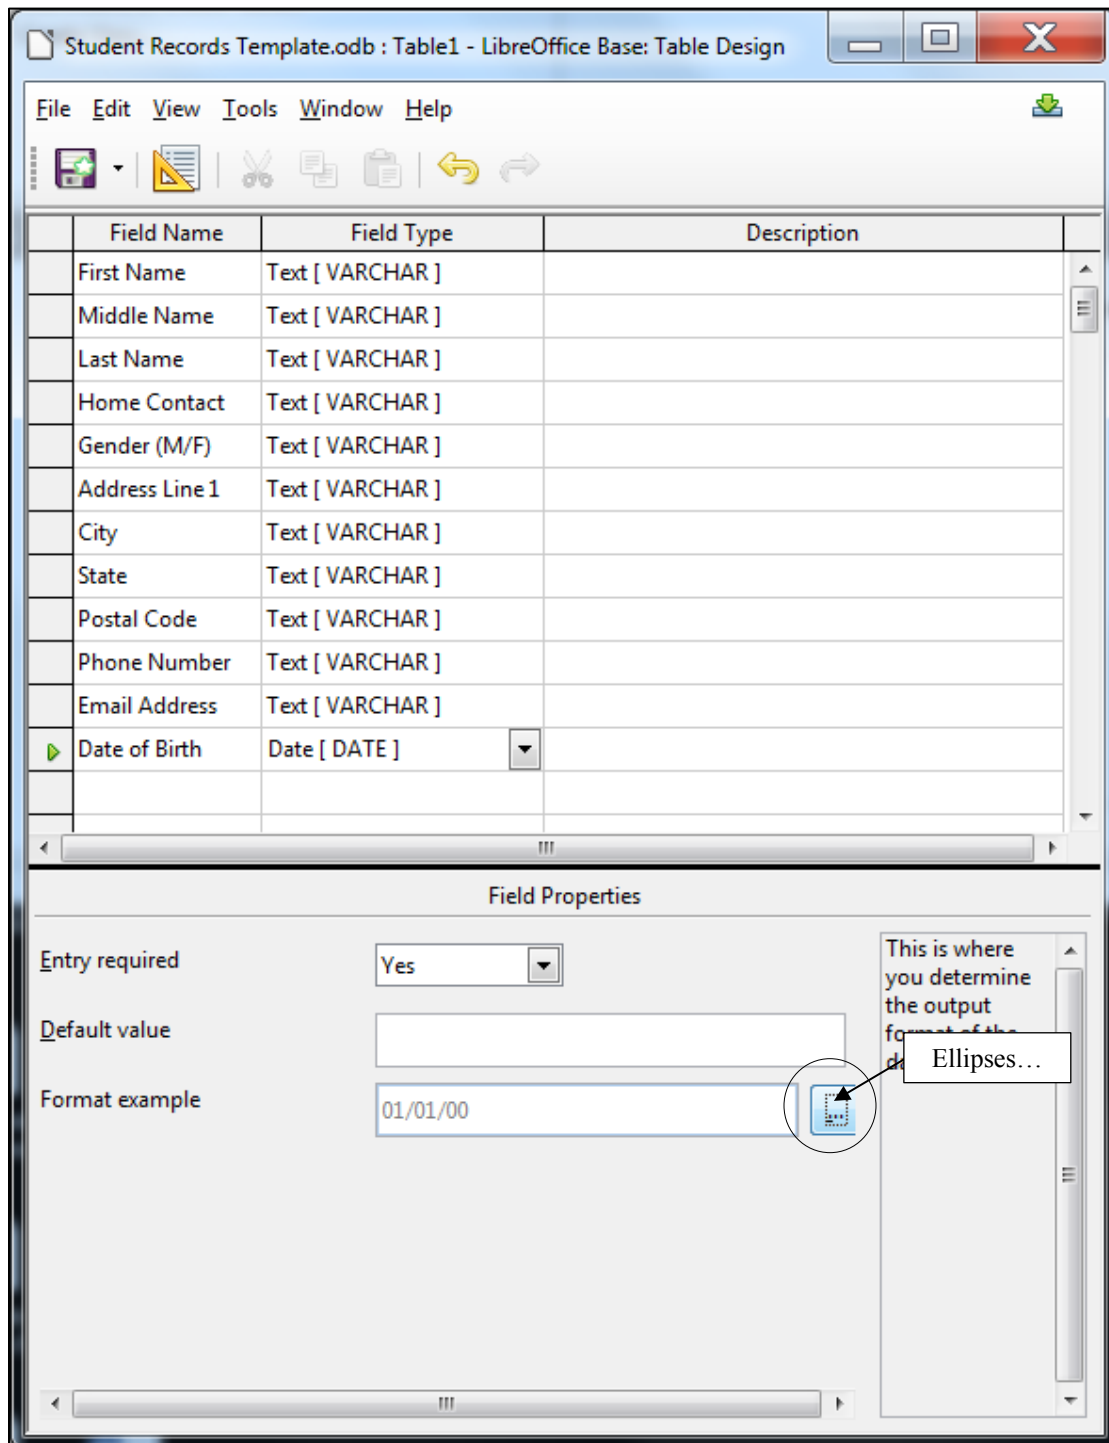 Student Records Template.odb : Table1 - LibreOffice Base: Table Design
File Edit View Tools Window Help
Field Name Field Type Description
First Name Text [ VARCHAR ]
Middle Name Text [ VARCHAR ]
Last Name Text [ VARCHAR ]
Home Contact Text [ VARCHAR ]
Gender (M/F) Text [ VARCHAR ]
Address Line 1 Text [ VARCHAR ]
City Text [ VARCHAR ]
State Text [ VARCHAR ]
Postal Code Text [ VARCHAR ]
Phone Number Text [ VARCHAR ]
Email Address Text [ VARCHAR ]
Date of Birth Date [ DATE ]
Field Properties
Entry required Yes
Default value
Format example 01/01/00
This is where
you determine
the output
format of the
Ellipses…